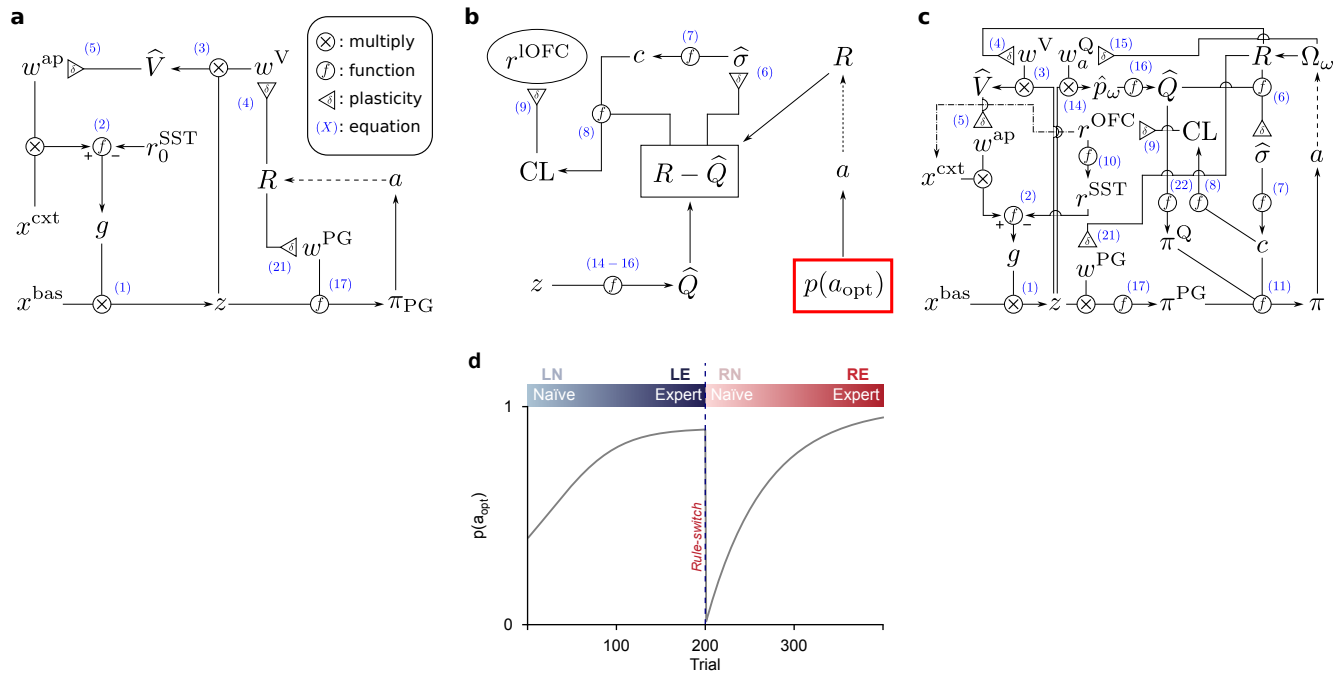 a
w^ap δ (5) V̂ (3) w^V
⊗ : multiply
f : function
δ : plasticity
(X) : equation
δ
(4)
(2)
+ f − r_0^SST
R a
x^cxt
g
δ w^PG
(21) (17)
x^bas (1) z f π_PG
b
r^lOFC c (7) f σ̂ R
(9) δ δ (6)
f
(8)
CL R − Q̂ a
(14 − 16)
z f Q̂ p(a_opt)
c
(4) δ w^V w_a^Q δ (15) R Ω_ω
(16)
V̂ (3) p̂_ω f Q̂ f
(14) (6)
(5) δ r^OFC δ CL δ a
w^ap (9)
f (10) σ̂
x^cxt
r^SST (22) (8) (7)
(2) f f f
+ f −
δ (21) π^Q c
g w^PG
x^bas (1) z (17) f π^PG (11) f π
d
LN LE RN RE
Naïve Expert Naïve Expert
1
p(a_opt)
Rule-switch
0
100 200 300
Trial